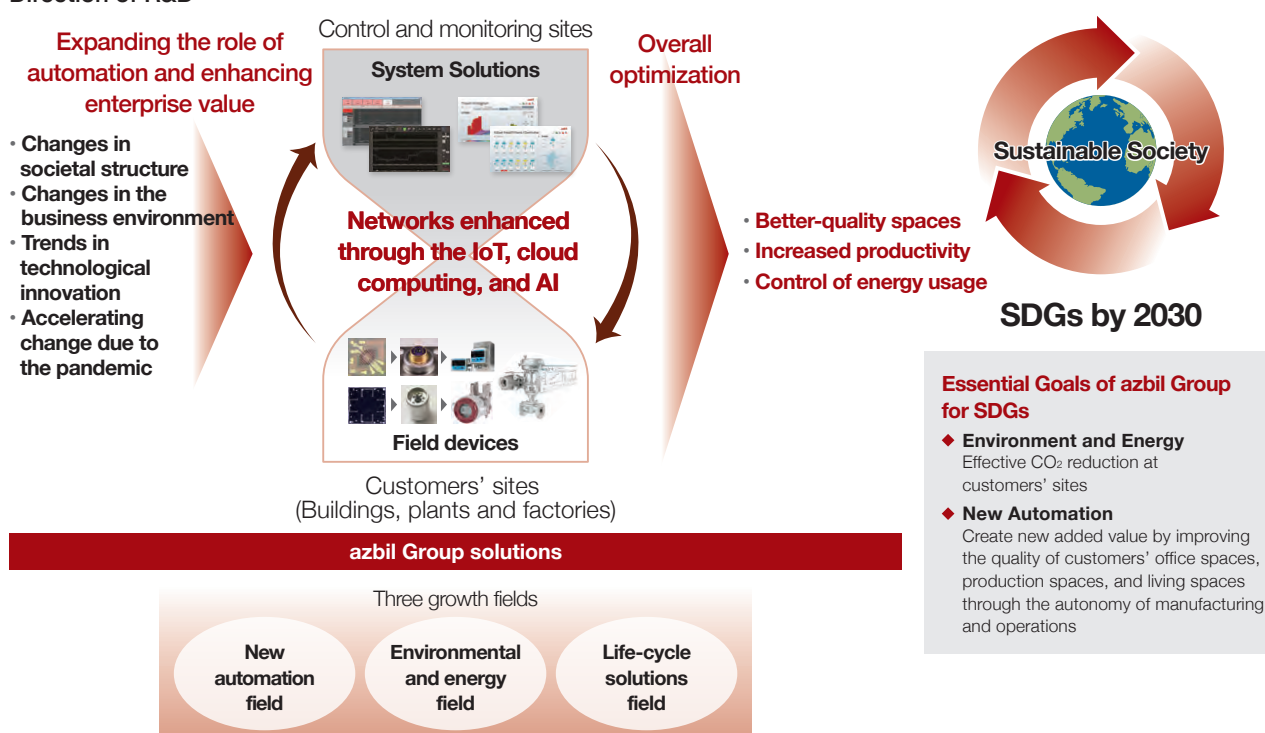 Expanding the role of
automation and enhancing
enterprise value
• Changes in
societal structure
• Changes in the
business environment
• Trends in
technological
innovation
• Accelerating
change due to
the pandemic
Control and monitoring sites
System Solutions
Networks enhanced
through the IoT, cloud
computing, and AI
Field devices
Customers’ sites
(Buildings, plants and factories)
Overall
optimization
• Better-quality spaces
• Increased productivity
• Control of energy usage
Sustainable Society
SDGs by 2030
Essential Goals of azbil Group
for SDGs
◆ Environment and Energy
Effective CO₂ reduction at
customers’ sites
◆ New Automation
Create new added value by improving
the quality of customers’ office spaces,
production spaces, and living spaces
through the autonomy of manufacturing
and operations
azbil Group solutions
Three growth fields
New
automation
field
Environmental
and energy
field
Life-cycle
solutions
field